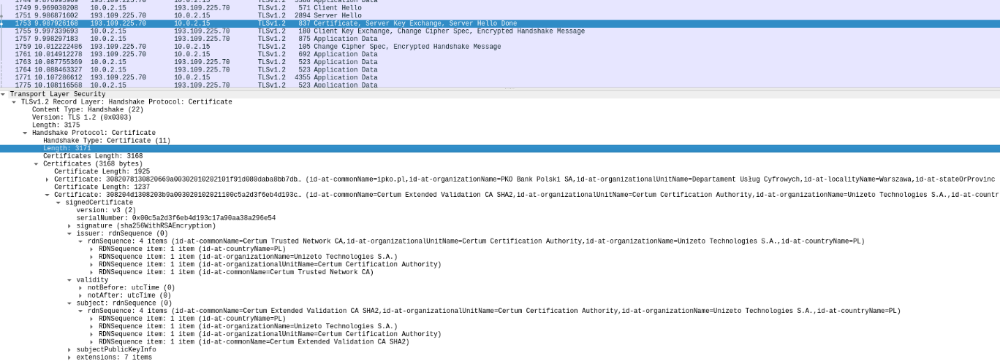 1744 9.876995969 193.109.225.70 10.0.2.15 TLSv1.2 5588 Application Data
1749 9.969030208 10.0.2.15 193.109.225.70 TLSv1.2 571 Client Hello
1751 9.986871602 193.109.225.70 10.0.2.15 TLSv1.2 2894 Server Hello
1753 9.987926168 193.109.225.70 10.0.2.15 TLSv1.2 837 Certificate, Server Key Exchange, Server Hello Done
1755 9.997339693 10.0.2.15 193.109.225.70 TLSv1.2 180 Client Key Exchange, Change Cipher Spec, Encrypted Handshake Message
1757 9.998297183 10.0.2.15 193.109.225.70 TLSv1.2 875 Application Data
1759 10.012222486 193.109.225.70 10.0.2.15 TLSv1.2 105 Change Cipher Spec, Encrypted Handshake Message
1761 10.014912278 193.109.225.70 10.0.2.15 TLSv1.2 692 Application Data
1763 10.087755369 10.0.2.15 193.109.225.70 TLSv1.2 523 Application Data
1764 10.088463327 10.0.2.15 193.109.225.70 TLSv1.2 523 Application Data
1771 10.107286612 193.109.225.70 10.0.2.15 TLSv1.2 4355 Application Data
1775 10.108116568 10.0.2.15 193.109.225.70 TLSv1.2 523 Application Data
Transport Layer Security
TLSv1.2 Record Layer: Handshake Protocol: Certificate
Content Type: Handshake (22)
Version: TLS 1.2 (0x0303)
Length: 3175
Handshake Protocol: Certificate
Handshake Type: Certificate (11)
Length: 3171
Certificates Length: 3168
Certificates (3168 bytes)
Certificate Length: 1925
Certificate: 3082078130820669a00302010202101f91d080daba8bb7db… (id-at-commonName=ipko.pl,id-at-organizationName=PKO Bank Polski SA,id-at-organizationalUnitName=Departament Usług Cyfrowych,id-at-localityName=Warszawa,id-at-stateOrProvinc
Certificate Length: 1237
Certificate: 308204d1308203b9a003020102021100c5a2d3f6eb4d193c… (id-at-commonName=Certum Extended Validation CA SHA2,id-at-organizationalUnitName=Certum Certification Authority,id-at-organizationName=Unizeto Technologies S.A.,id-at-countr
signedCertificate
version: v3 (2)
serialNumber: 0x00c5a2d3f6eb4d193c17a90aa38a296e54
signature (sha256WithRSAEncryption)
issuer: rdnSequence (0)
rdnSequence: 4 items (id-at-commonName=Certum Trusted Network CA,id-at-organizationalUnitName=Certum Certification Authority,id-at-organizationName=Unizeto Technologies S.A.,id-at-countryName=PL)
RDNSequence item: 1 item (id-at-countryName=PL)
RDNSequence item: 1 item (id-at-organizationName=Unizeto Technologies S.A.)
RDNSequence item: 1 item (id-at-organizationalUnitName=Certum Certification Authority)
RDNSequence item: 1 item (id-at-commonName=Certum Trusted Network CA)
validity
notBefore: utcTime (0)
notAfter: utcTime (0)
subject: rdnSequence (0)
rdnSequence: 4 items (id-at-commonName=Certum Extended Validation CA SHA2,id-at-organizationalUnitName=Certum Certification Authority,id-at-organizationName=Unizeto Technologies S.A.,id-at-countryName=PL)
RDNSequence item: 1 item (id-at-countryName=PL)
RDNSequence item: 1 item (id-at-organizationName=Unizeto Technologies S.A.)
RDNSequence item: 1 item (id-at-organizationalUnitName=Certum Certification Authority)
RDNSequence item: 1 item (id-at-commonName=Certum Extended Validation CA SHA2)
subjectPublicKeyInfo
extensions: 7 items